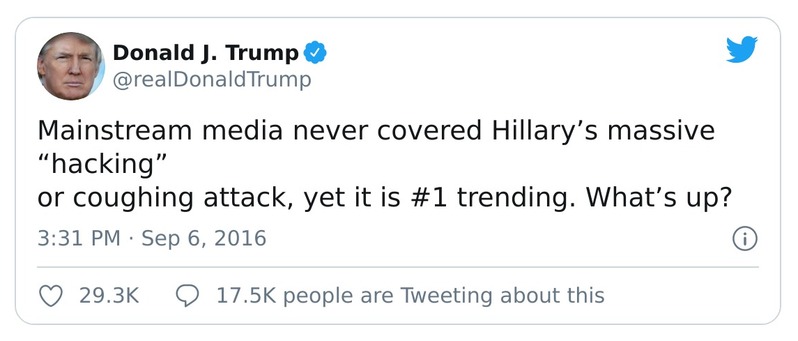 Donald J. Trump
@realDonaldTrump
Mainstream media never covered Hillary’s massive
“hacking”
or coughing attack, yet it is #1 trending. What’s up?
3:31 PM · Sep 6, 2016
29.3K
17.5K people are Tweeting about this